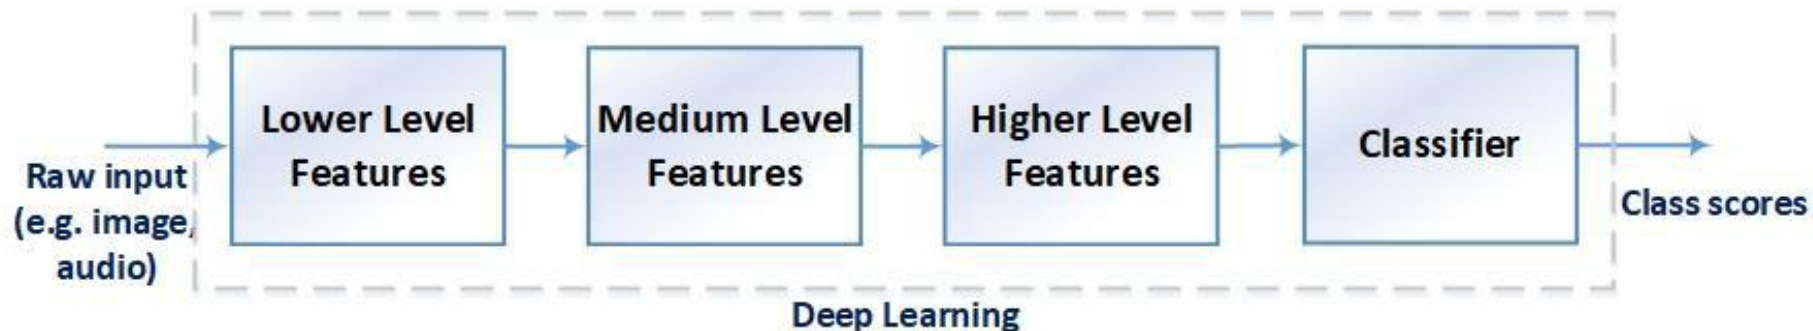 Raw input
(e.g. image,
audio)
Lower Level
Features
Medium Level
Features
Higher Level
Features
Classifier
Class scores
Deep Learning